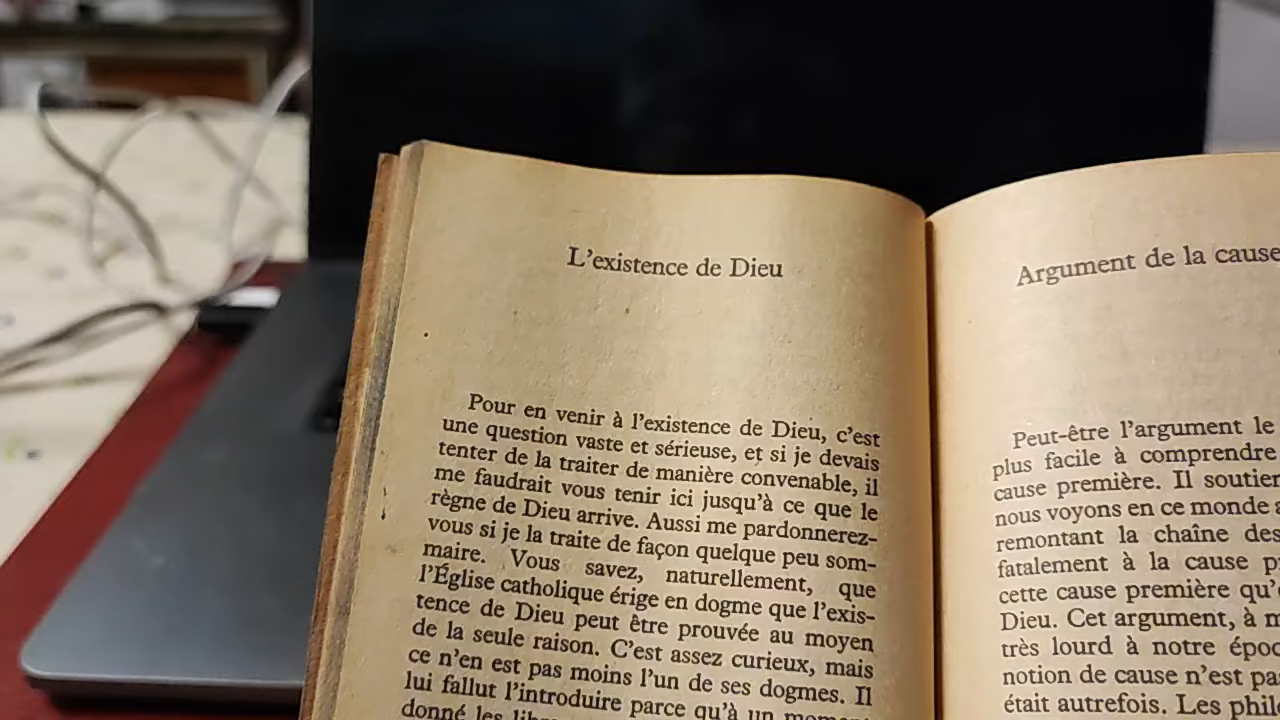 L'existence de Dieu
Pour en venir à l'existence de Dieu, c'est
une question vaste et sérieuse, et si je devais
tenter de la traiter de manière convenable, il
me faudrait vous tenir ici jusqu'à ce que le
règne de Dieu arrive. Aussi me pardonnerez-
vous si je la traite de façon quelque peu som-
maire. Vous savez, naturellement, que
l'Église catholique érige en dogme que l'exis-
tence de Dieu peut être prouvée au moyen
de la seule raison. C'est assez curieux, mais
ce n'en est pas moins l'un de ses dogmes. Il
lui fallut l'introduire parce qu'à un moment
donné les
Argument de la cause
Peut-être l'argument le
plus facile à comprendre
cause première. Il soutien
nous voyons en ce monde a
remontant la chaîne des
fatalement à la cause p
cette cause première qu'
Dieu. Cet argument, à m
très lourd à notre époq
notion de cause n'est pas
était autrefois. Les phil